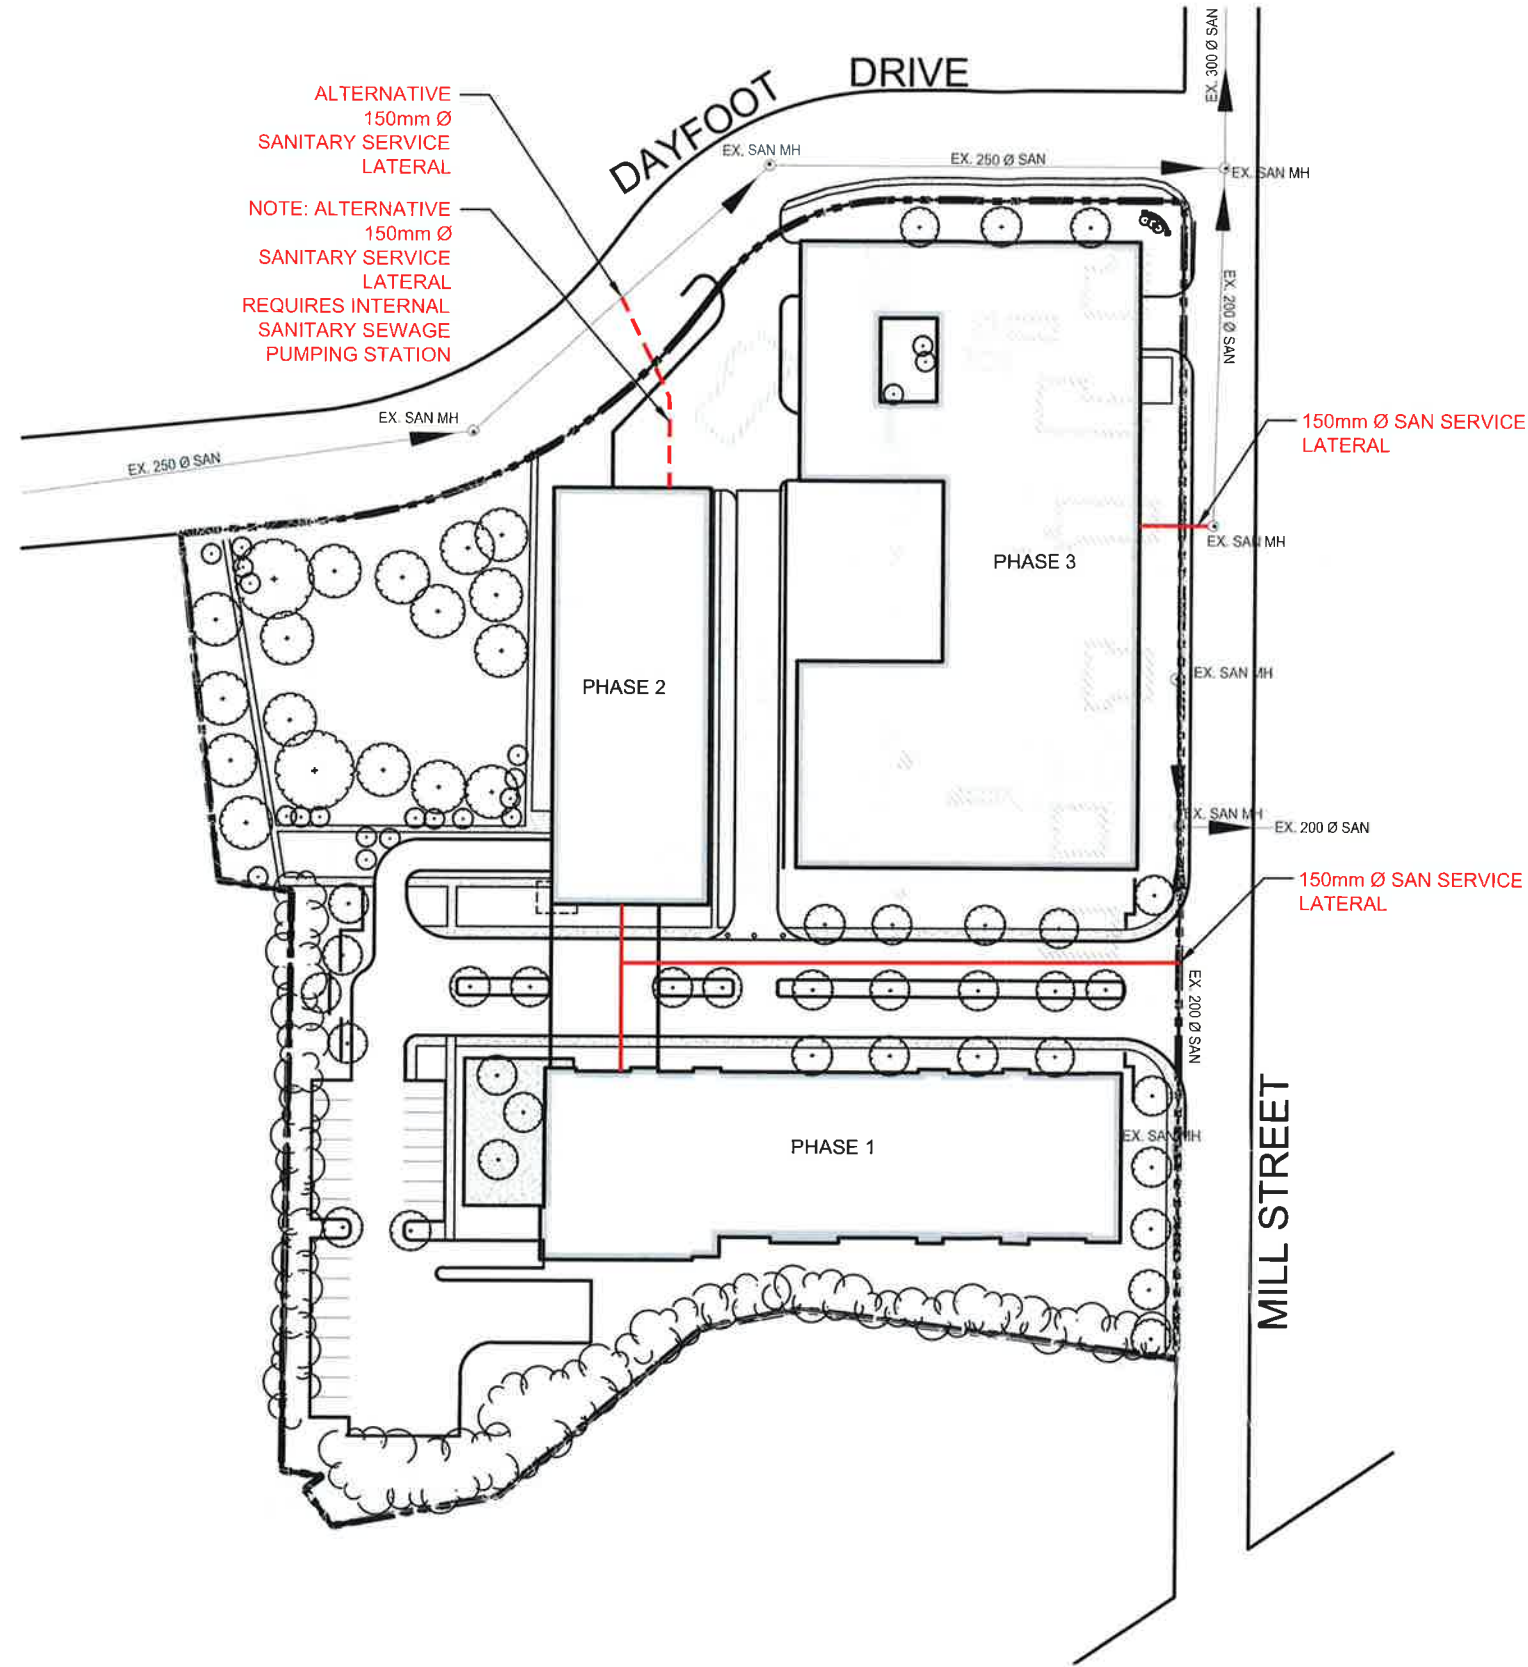 DAYFOOT DRIVE
EX. 300 Ø SAN
ALTERNATIVE
150mm Ø
SANITARY SERVICE
LATERAL
NOTE: ALTERNATIVE
150mm Ø
SANITARY SERVICE
LATERAL
REQUIRES INTERNAL
SANITARY SEWAGE
PUMPING STATION
EX. SAN MH
EX. 250 Ø SAN
EX. SAN MH
EX. 200 Ø SAN
EX. SAN MH
EX. 250 Ø SAN
150mm Ø SAN SERVICE
LATERAL
EX. SAN MH
PHASE 3
EX. SAN MH
PHASE 2
EX. SAN MH
EX. 200 Ø SAN
150mm Ø SAN SERVICE
LATERAL
EX. 200 Ø SAN
EX. SAN MH
PHASE 1
MILL STREET